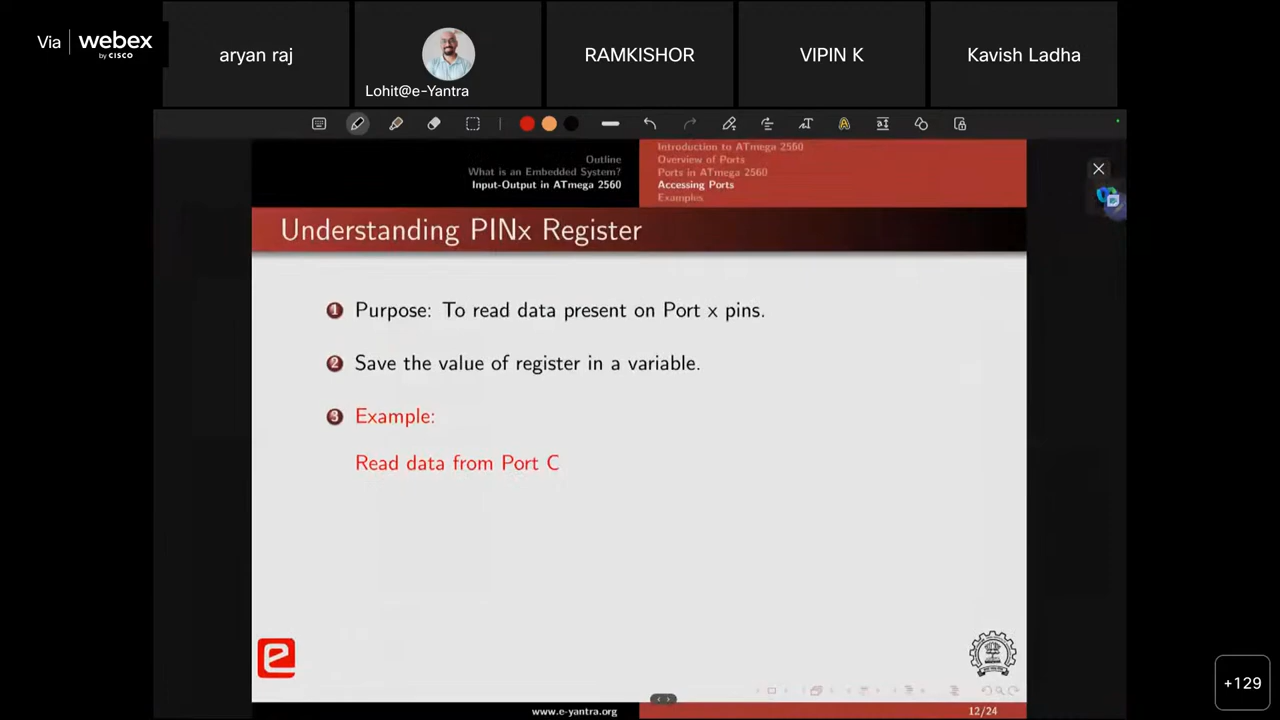 Via webex
by CISCO
aryan raj
Lohit@e-Yantra
RAMKISHOR
VIPIN K
Kavish Ladha
Outline
What is an Embedded System?
Input-Output in ATmega 2560
Introduction to ATmega 2560
Overview of Ports
Ports in ATmega 2560
Accessing Ports
Examples
Understanding PINx Register
1 Purpose: To read data present on Port x pins.
2 Save the value of register in a variable.
3 Example:
Read data from Port C
www.e-yantra.org
12/24
+129